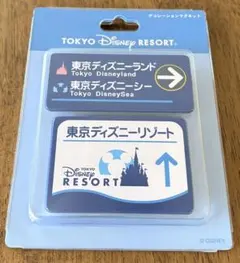 TOKYO Disney RESORT®
デコレーションマグネット
東京ディズニーランド
Tokyo Disneyland
東京ディズニーシー
Tokyo DisneySea
東京ディズニーリゾート
TOKYO
Disney
RESORT
© DISNEY